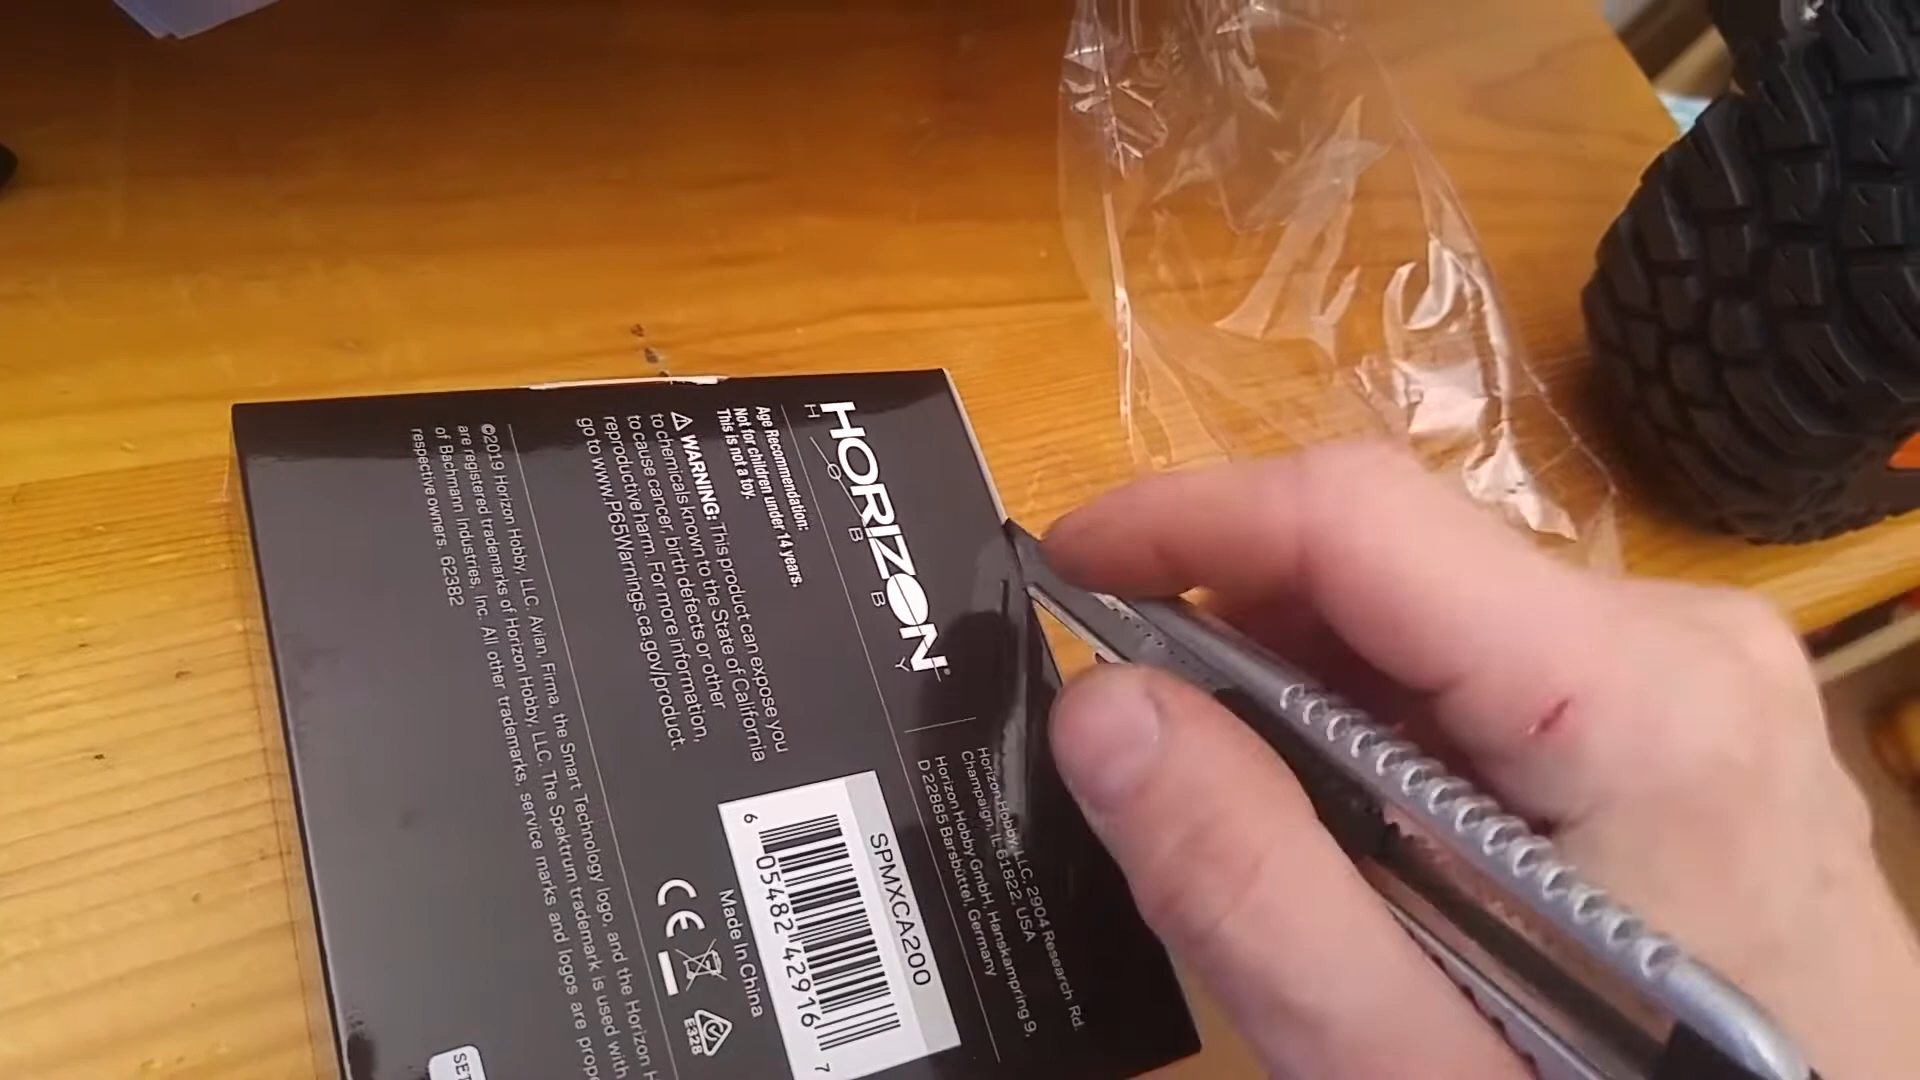 HORIZON
HOBBY
Horizon Hobby, LLC, 2904 Research Rd.
Champaign, IL 61822, USA
Horizon Hobby GmbH, Hanskampring 9,
D 22885 Barsbüttel, Germany
Age Recommendation:
Not for children under 14 years.
This is not a toy.
⚠ WARNING: This product can expose you
to chemicals known to the State of California
to cause cancer, birth defects or other
reproductive harm. For more information,
go to www.P65Warnings.ca.gov/product.
SPMXCA200
6 05482 42916 7
Made In China
CE
E328
©2019 Horizon Hobby, LLC. Avian, Firma, the Smart Technology logo, and the Horizon
are registered trademarks of Horizon Hobby, LLC. The Spektrum trademark is used with
of Bachmann Industries, Inc. All other trademarks, service marks and logos are
respective owners. 62382